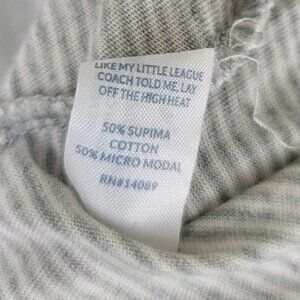 LIKE MY LITTLE LEAGUE
COACH TOLD ME, LAY
OFF THE HIGH HEAT
50% SUPIMA
COTTON
50% MICRO MODAL
RN#14089